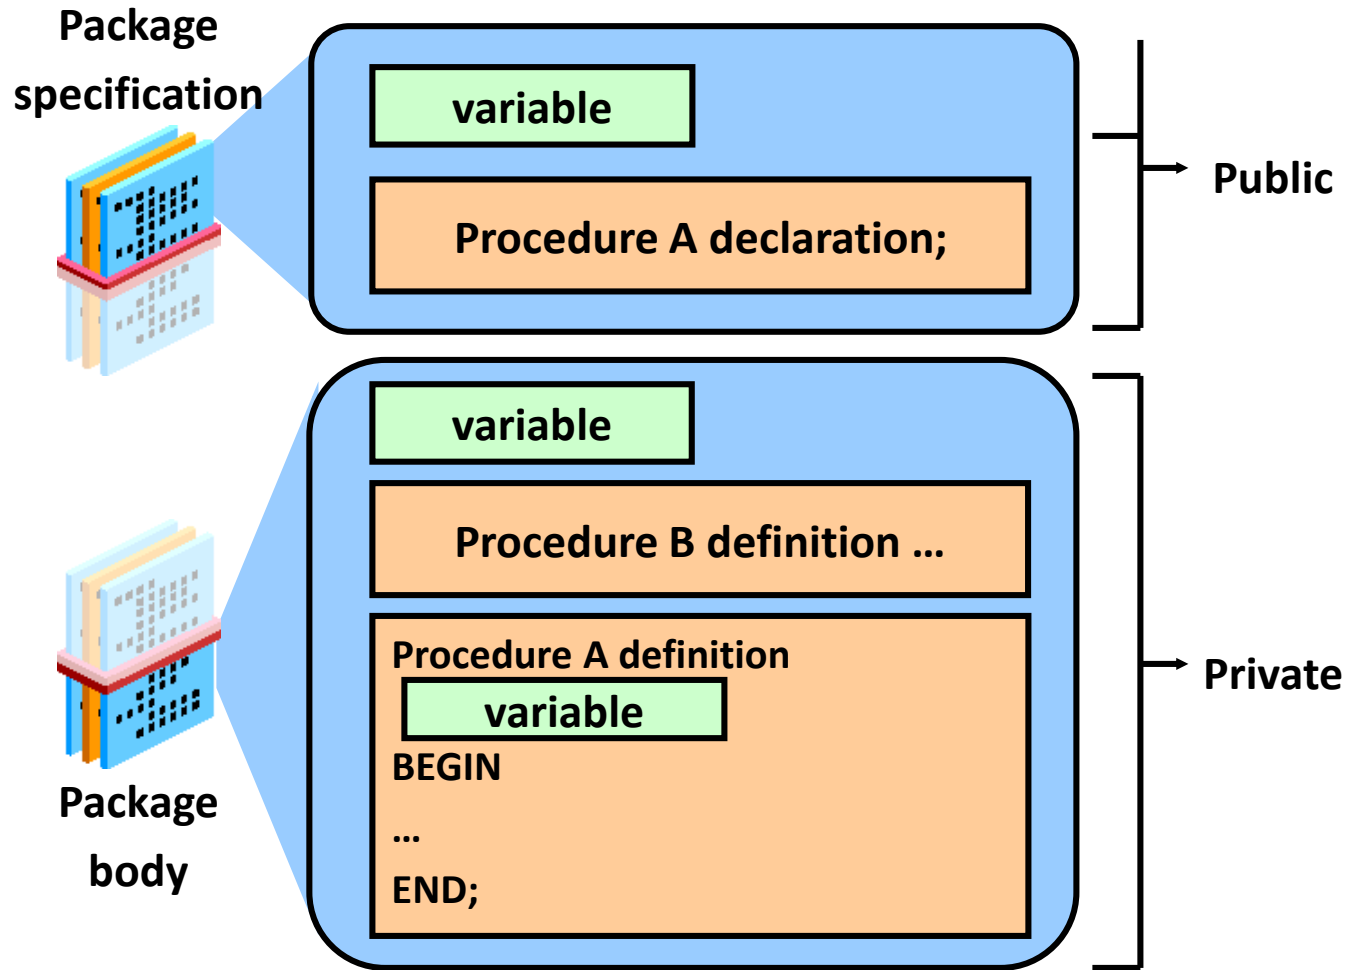 Package
specification
variable
Procedure A declaration;
Public
variable
Procedure B definition …
Procedure A definition
variable
BEGIN
…
END;
Private
Package
body